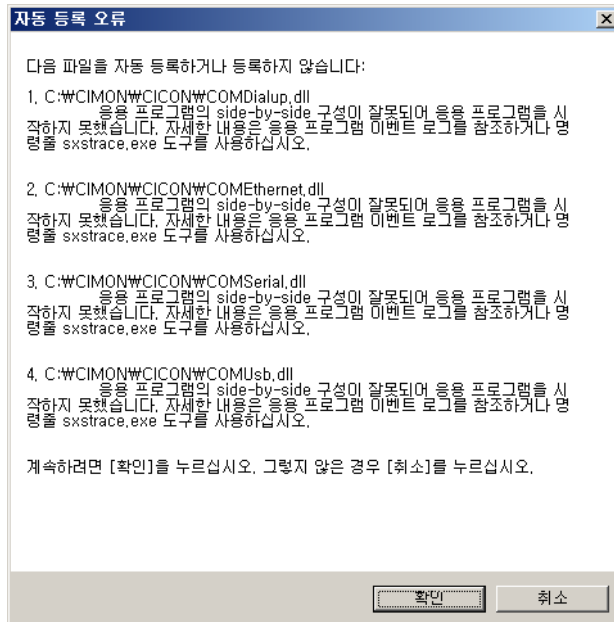 자동 등록 오류
다음 파일을 자동 등록하거나 등록하지 않습니다:
1. C:₩CIMON₩CICON₩COMDialup.dll
응용 프로그램의 side-by-side 구성이 잘못되어 응용 프로그램을 시
작하지 못했습니다. 자세한 내용은 응용 프로그램 이벤트 로그를 참조하거나 명
령줄 sxstrace.exe 도구를 사용하십시오.
2. C:₩CIMON₩CICON₩COMEthernet.dll
응용 프로그램의 side-by-side 구성이 잘못되어 응용 프로그램을 시
작하지 못했습니다. 자세한 내용은 응용 프로그램 이벤트 로그를 참조하거나 명
령줄 sxstrace.exe 도구를 사용하십시오.
3. C:₩CIMON₩CICON₩COMSerial.dll
응용 프로그램의 side-by-side 구성이 잘못되어 응용 프로그램을 시
작하지 못했습니다. 자세한 내용은 응용 프로그램 이벤트 로그를 참조하거나 명
령줄 sxstrace.exe 도구를 사용하십시오.
4. C:₩CIMON₩CICON₩COMUsb.dll
응용 프로그램의 side-by-side 구성이 잘못되어 응용 프로그램을 시
작하지 못했습니다. 자세한 내용은 응용 프로그램 이벤트 로그를 참조하거나 명
령줄 sxstrace.exe 도구를 사용하십시오.
계속하려면 [확인]을 누르십시오. 그렇지 않은 경우 [취소]를 누르십시오.
확인 취소